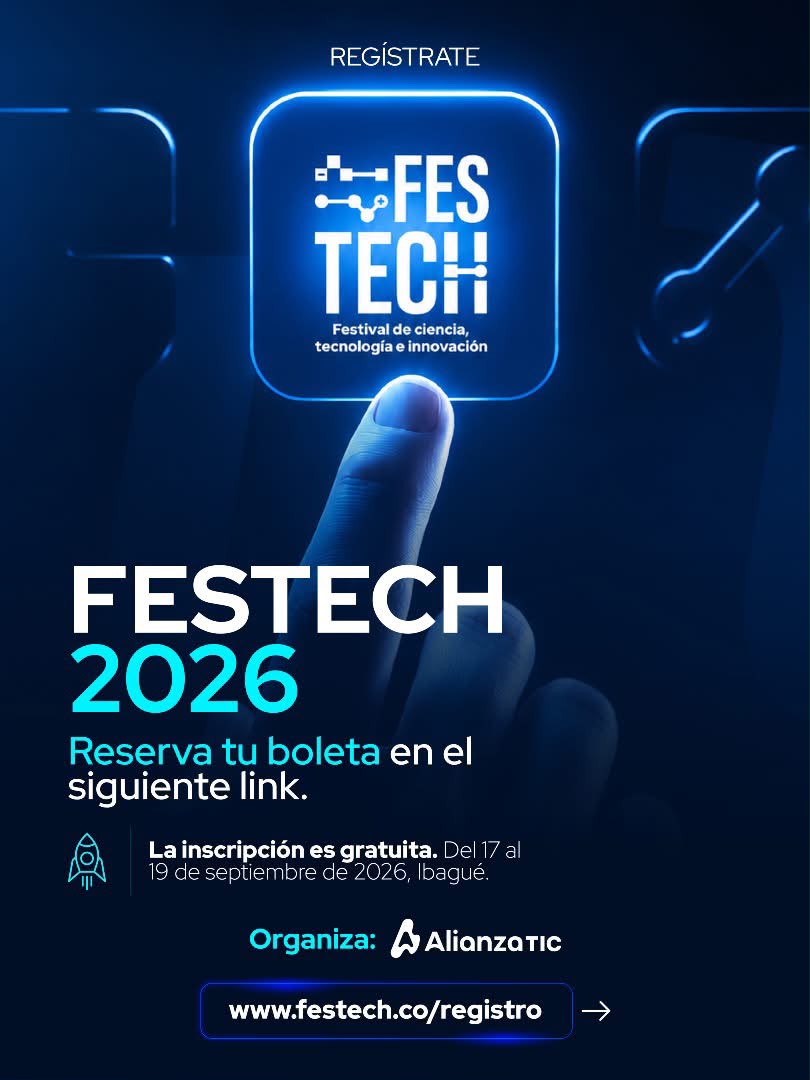 REGÍSTRATE
FES
TECH
Festival de ciencia,
tecnología e innovación
FESTECH
2026
Reserva tu boleta en el
siguiente link.
La inscripción es gratuita. Del 17 al
19 de septiembre de 2026, Ibagué.
Organiza: AlianzaTIC
www.festech.co/registro